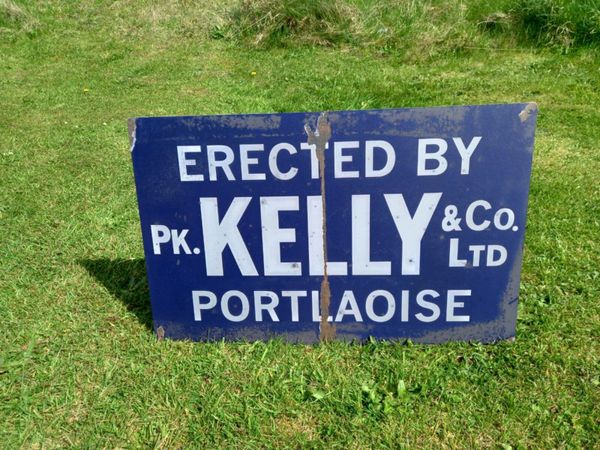 ERECTED BY
PK. KELLY & CO. LTD
PORTLAOISE